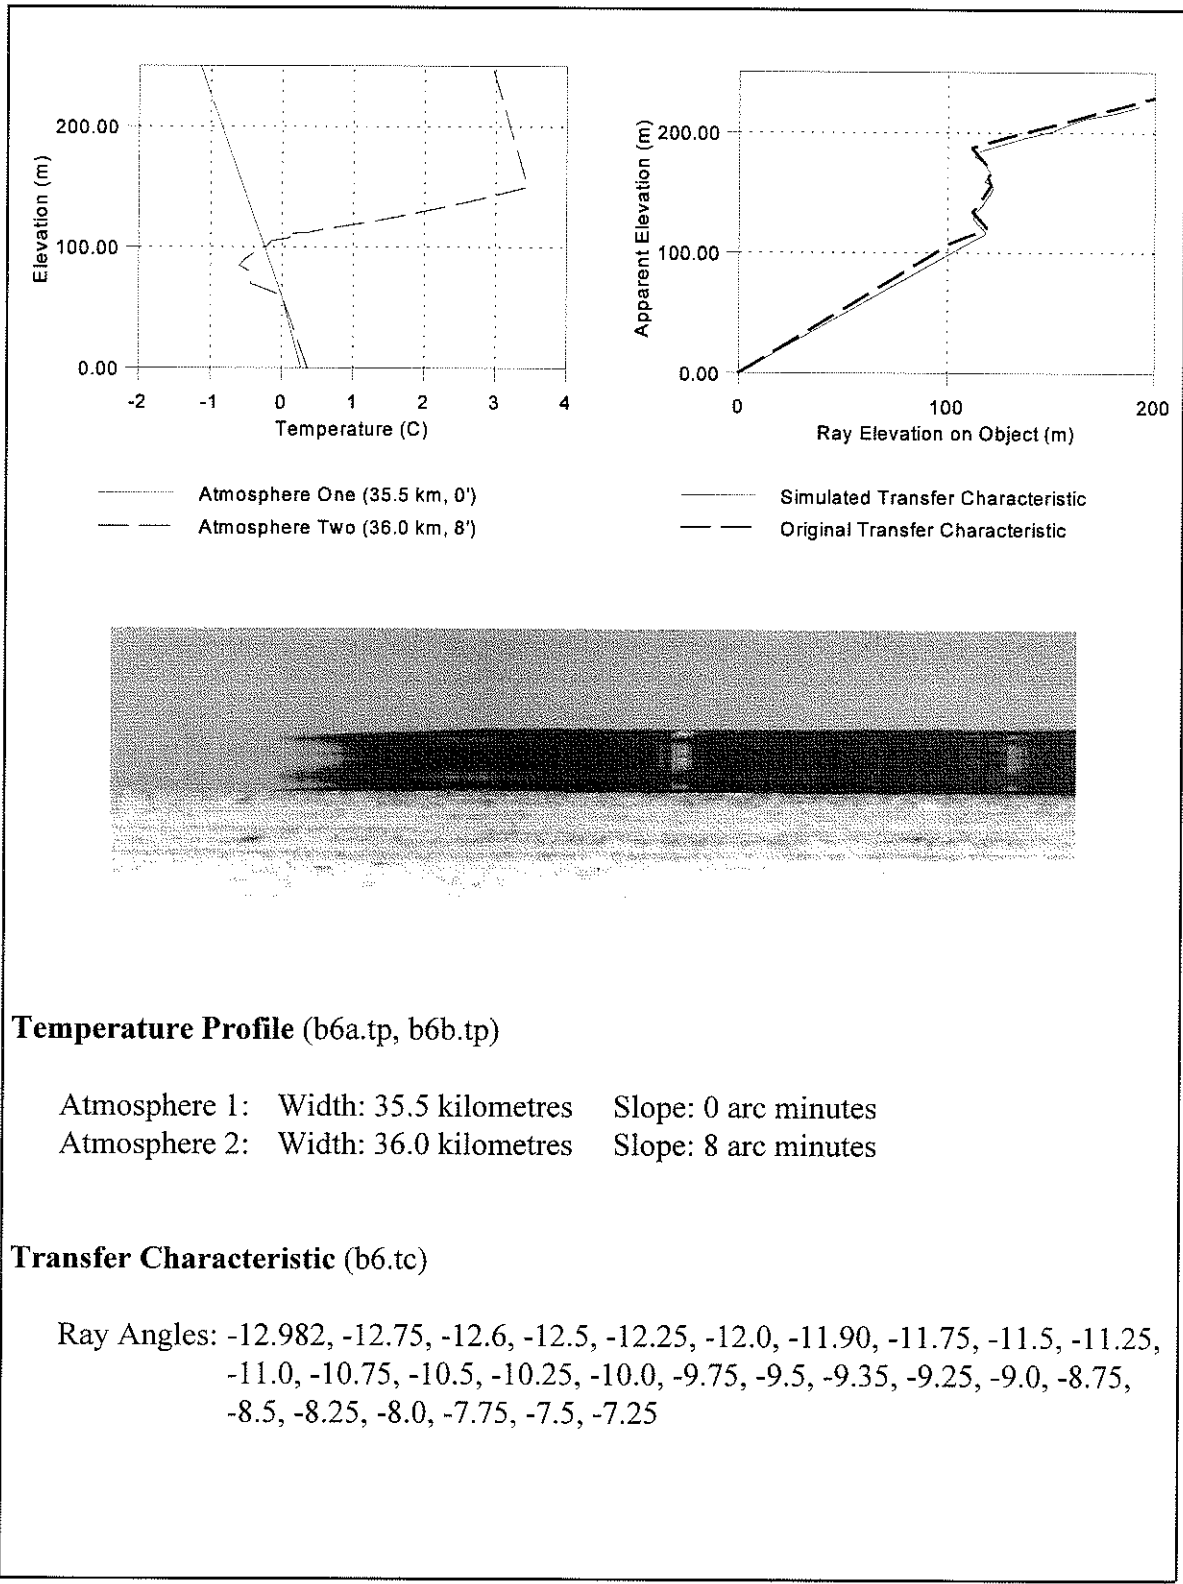 200.00
100.00
0.00
Elevation (m)
-2 -1 0 1 2 3 4
Temperature (C)
Atmosphere One (35.5 km, 0')
Atmosphere Two (36.0 km, 8')
200.00
100.00
0.00
Apparent Elevation (m)
0 100 200
Ray Elevation on Object (m)
Simulated Transfer Characteristic
Original Transfer Characteristic
Temperature Profile (b6a.tp, b6b.tp)
Atmosphere 1: Width: 35.5 kilometres Slope: 0 arc minutes
Atmosphere 2: Width: 36.0 kilometres Slope: 8 arc minutes
Transfer Characteristic (b6.tc)
Ray Angles: -12.982, -12.75, -12.6, -12.5, -12.25, -12.0, -11.90, -11.75, -11.5, -11.25,
-11.0, -10.75, -10.5, -10.25, -10.0, -9.75, -9.5, -9.35, -9.25, -9.0, -8.75,
-8.5, -8.25, -8.0, -7.75, -7.5, -7.25